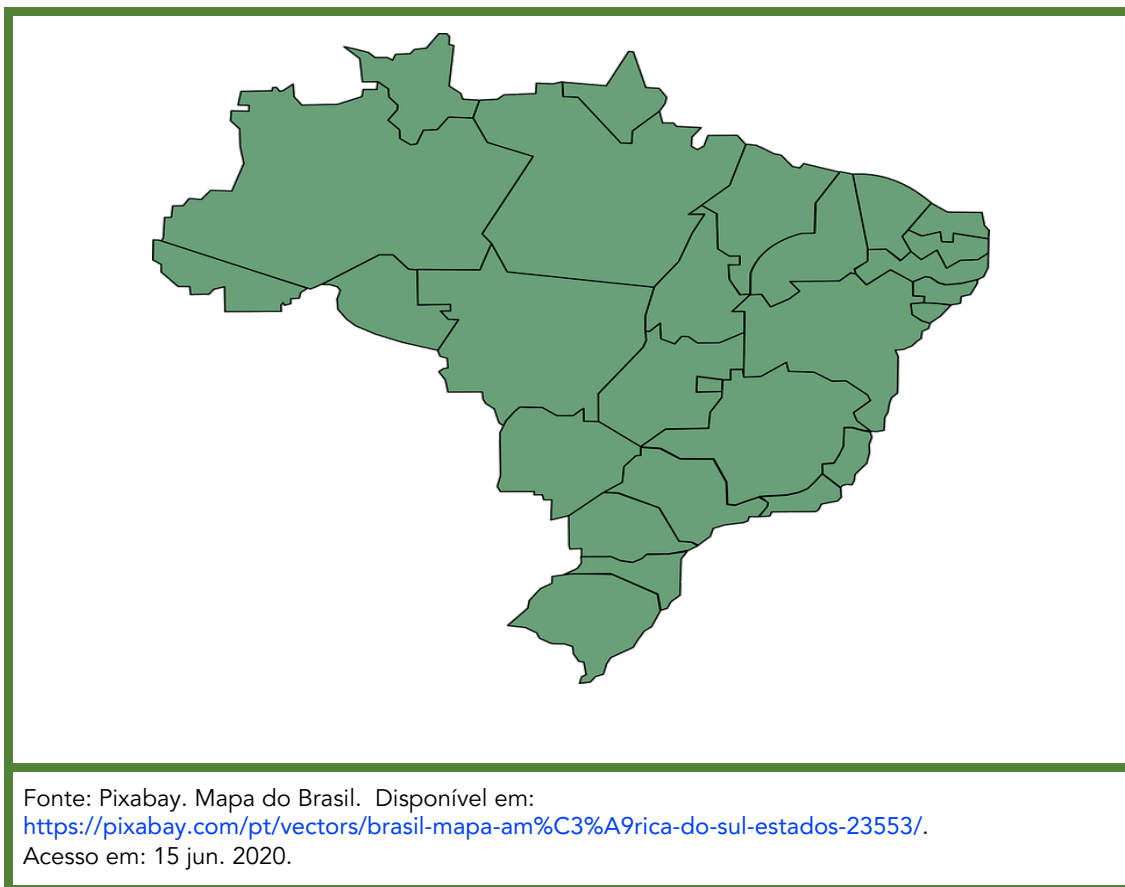 Fonte: Pixabay. Mapa do Brasil.  Disponível em:
https://pixabay.com/pt/vectors/brasil-mapa-am%C3%A9rica-do-sul-estados-23553/.
Acesso em: 15 jun. 2020.